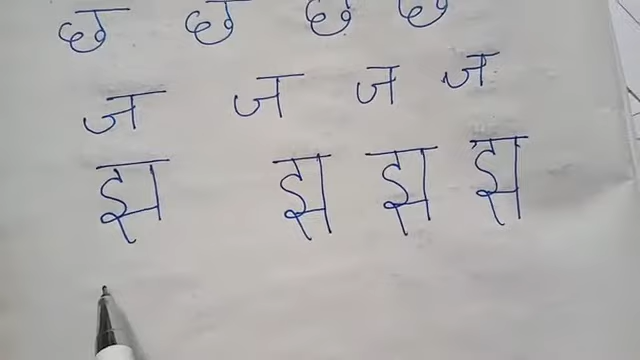 छ छ छ छ
ज ज ज ज
झ झ झ झ